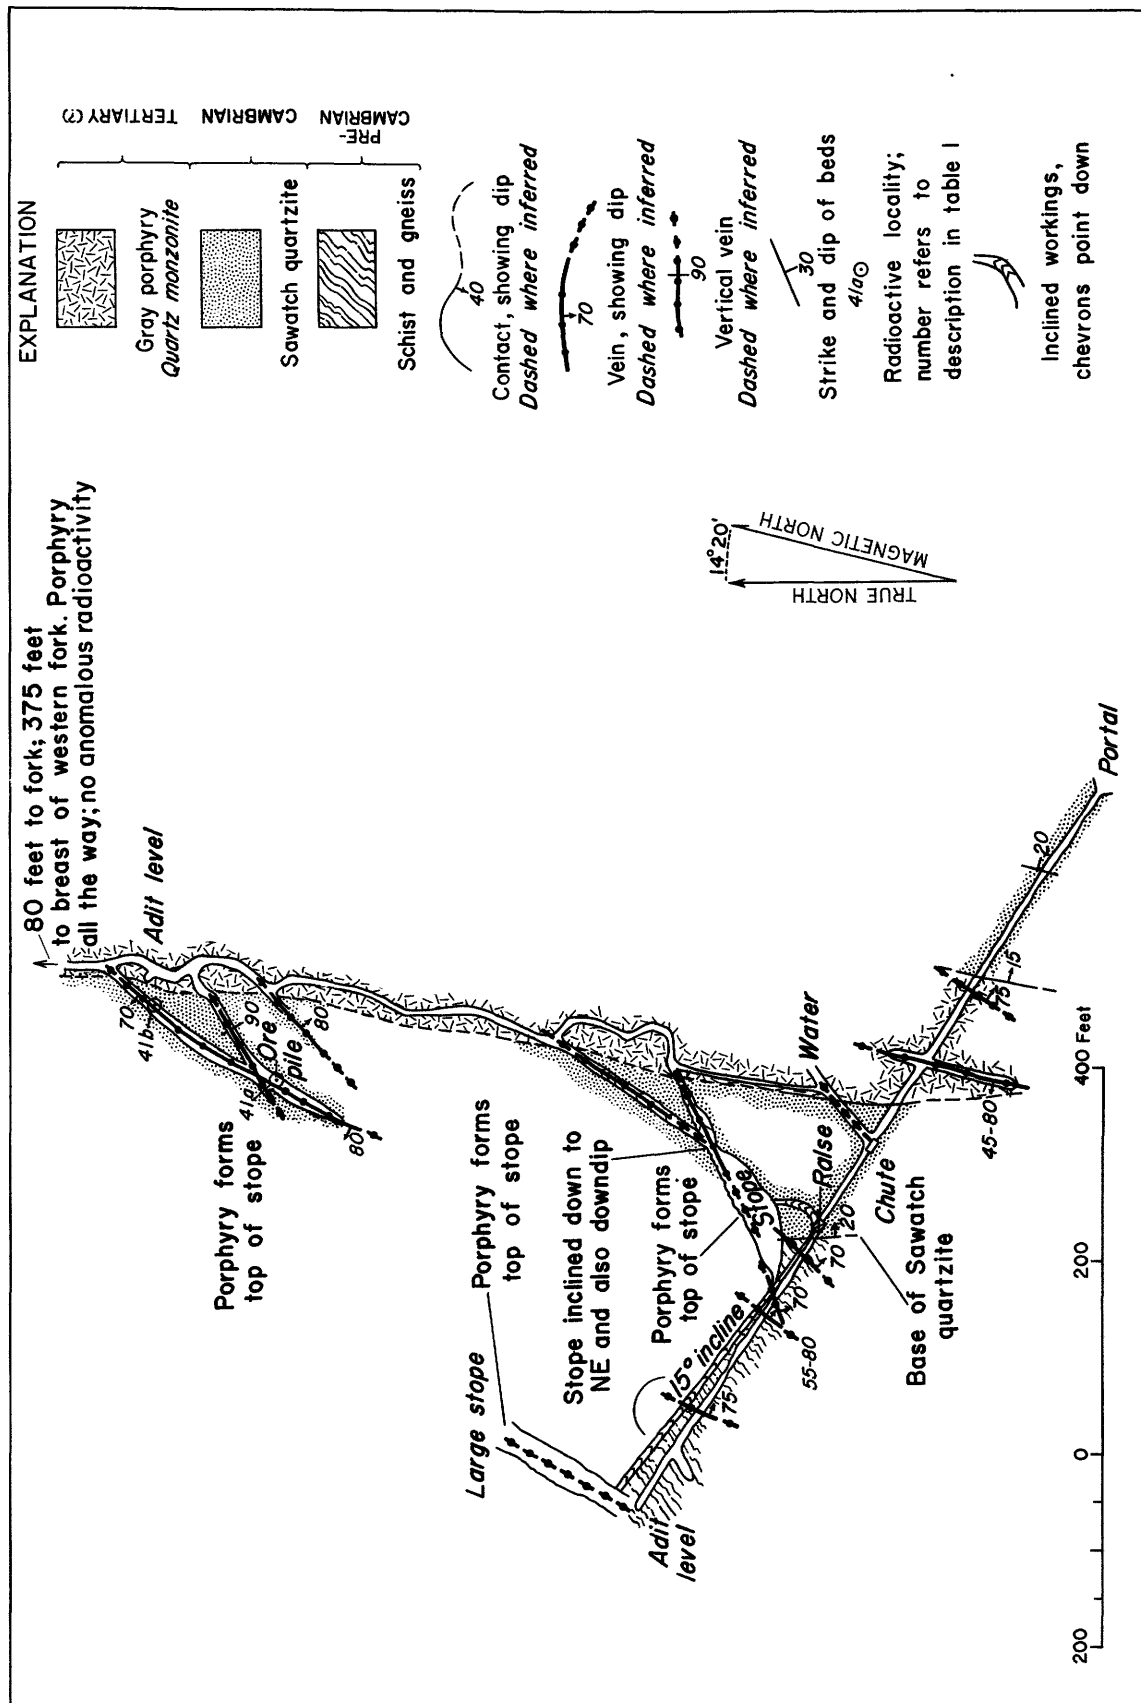 EXPLANATION
Gray porphyry
Quartz monzonite
TERTIARY (?)
Sawatch quartzite
CAMBRIAN
Schist and gneiss
PRE-
CAMBRIAN
40
Contact, showing dip
Dashed where inferred
70
Vein, showing dip
Dashed where inferred
90
Vertical vein
Dashed where inferred
30
Strike and dip of beds
41a
Radioactive locality;
number refers to
description in table 1
Inclined workings,
chevrons point down
TRUE NORTH
MAGNETIC NORTH
14°20'
80 feet to fork; 375 feet
to breast of western fork. Porphyry
all the way; no anomalous radioactivity
Adit level
70
41b
90
Ore
pile
80
41a
80
Porphyry forms
top of stope
Large stope
Porphyry forms
top of stope
Stope inclined down to
NE and also downdip
Porphyry forms
top of stope
Stope
15° incline
75
Adit
level
70
55-80
70
20
Raise
Base of Sawatch
quartzite
Chute
Water
45-80
75
15
20
Portal
200
0
200
400 Feet